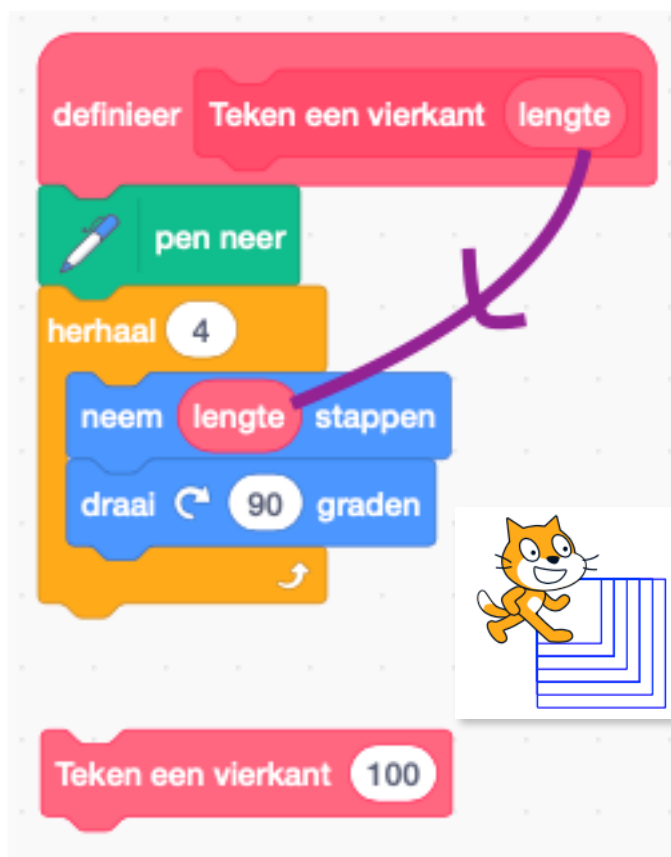 definieer Teken een vierkant lengte
pen neer
herhaal 4
neem lengte stappen
draai 90 graden
Teken een vierkant 100